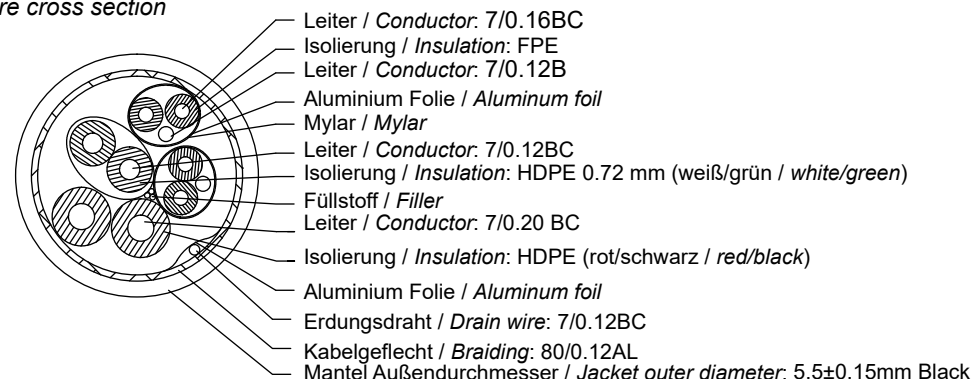 re cross section
Leiter / Conductor: 7/0.16BC
Isolierung / Insulation: FPE
Leiter / Conductor: 7/0.12B
Aluminium Folie / Aluminum foil
Mylar / Mylar
Leiter / Conductor: 7/0.12BC
Isolierung / Insulation: HDPE 0.72 mm (weiß/grün / white/green)
Füllstoff / Filler
Leiter / Conductor: 7/0.20 BC
Isolierung / Insulation: HDPE (rot/schwarz / red/black)
Aluminium Folie / Aluminum foil
Erdungsdraht / Drain wire: 7/0.12BC
Kabelgeflecht / Braiding: 80/0.12AL
Mantel Außendurchmesser / Jacket outer diameter: 5.5±0.15mm Black